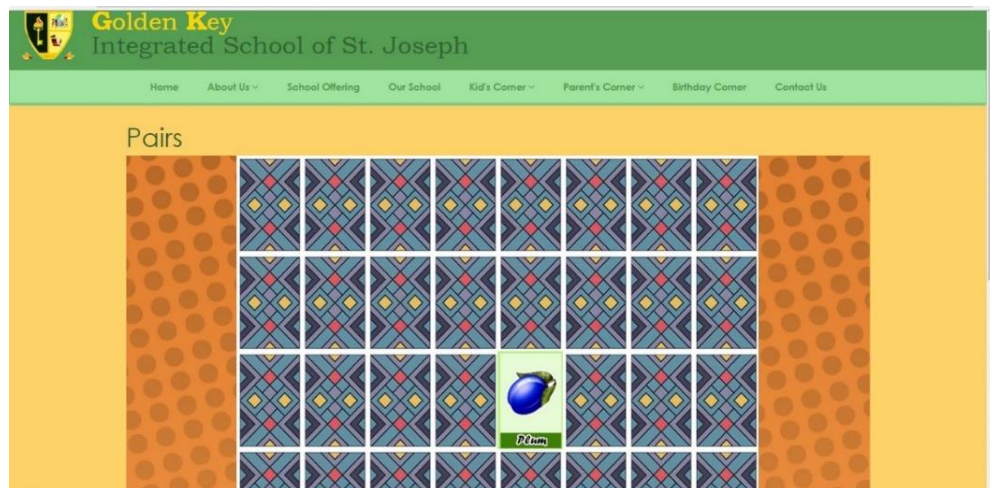 Golden Key
Integrated School of St. Joseph
Home About Us School Offering Our School Kid's Corner Parent's Corner Birthday Corner Contact Us
Pairs
Plum